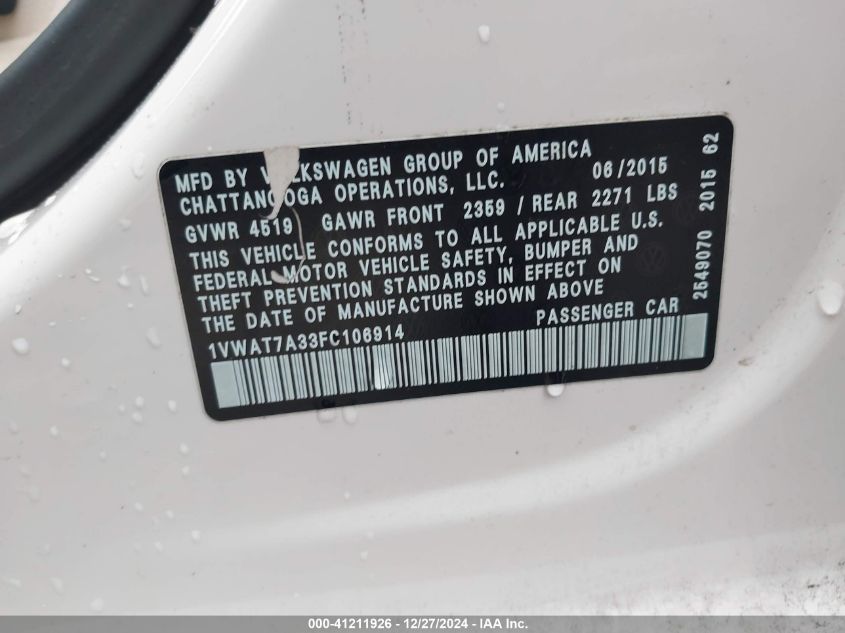 MFD BY VOLKSWAGEN GROUP OF AMERICA
CHATTANOOGA OPERATIONS, LLC. 06/2015
GVWR 4519 GAWR FRONT 2359 / REAR 2271 LBS
THIS VEHICLE CONFORMS TO ALL APPLICABLE U.S.
FEDERAL MOTOR VEHICLE SAFETY, BUMPER AND
THEFT PREVENTION STANDARDS IN EFFECT ON
THE DATE OF MANUFACTURE SHOWN ABOVE
1VWAT7A33FC106914 PASSENGER CAR
2549070 2015 62
000-41211926 - 12/27/2024 - IAA Inc.